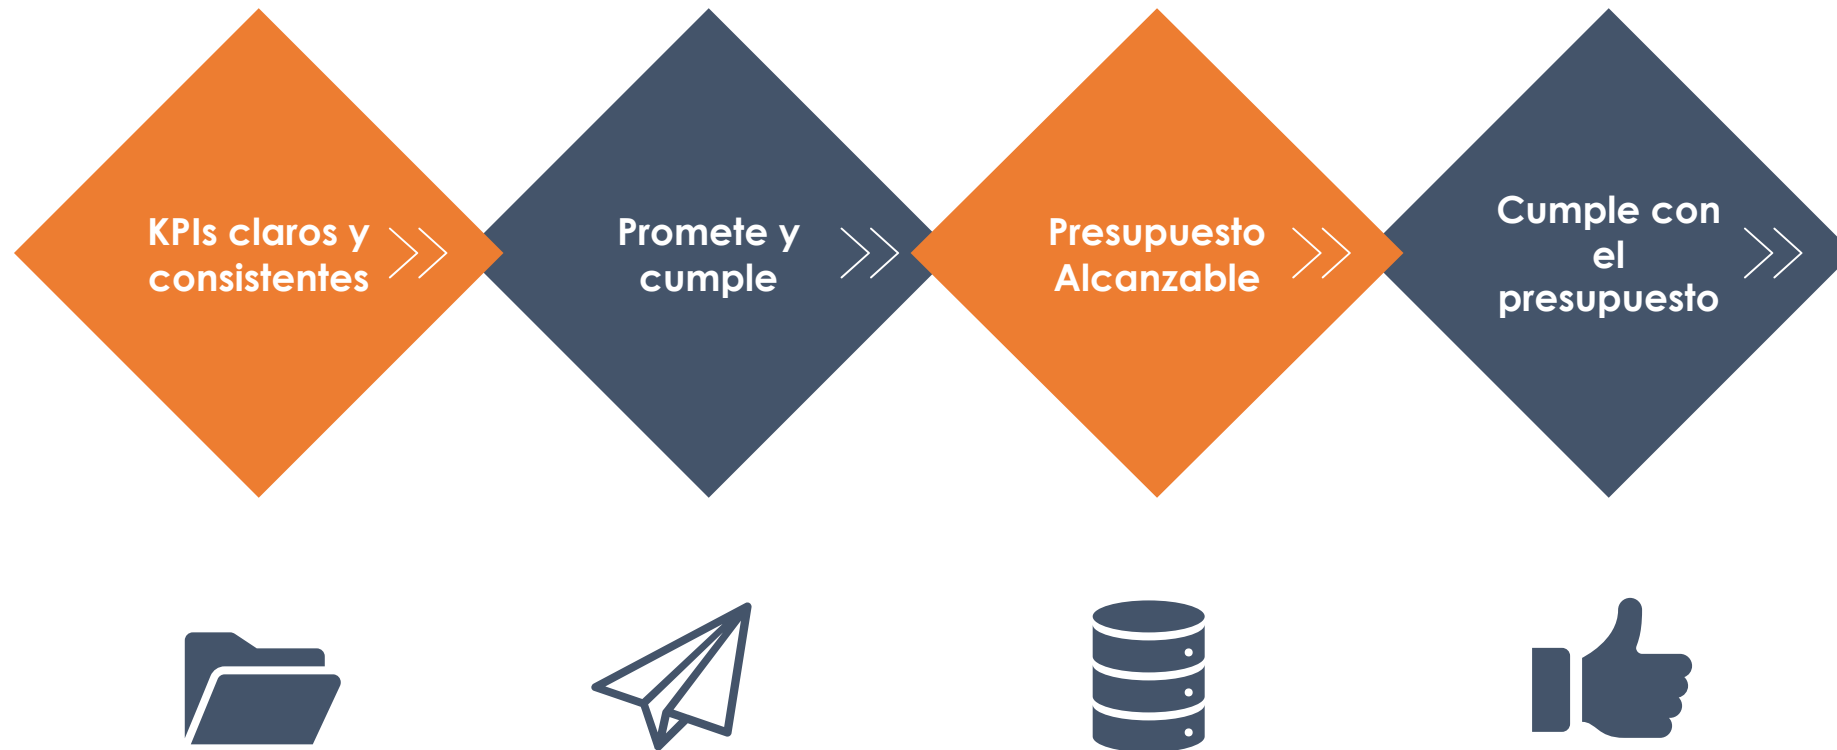 KPIs claros y
consistentes
Promete y
cumple
Presupuesto
Alcanzable
Cumple con
el
presupuesto